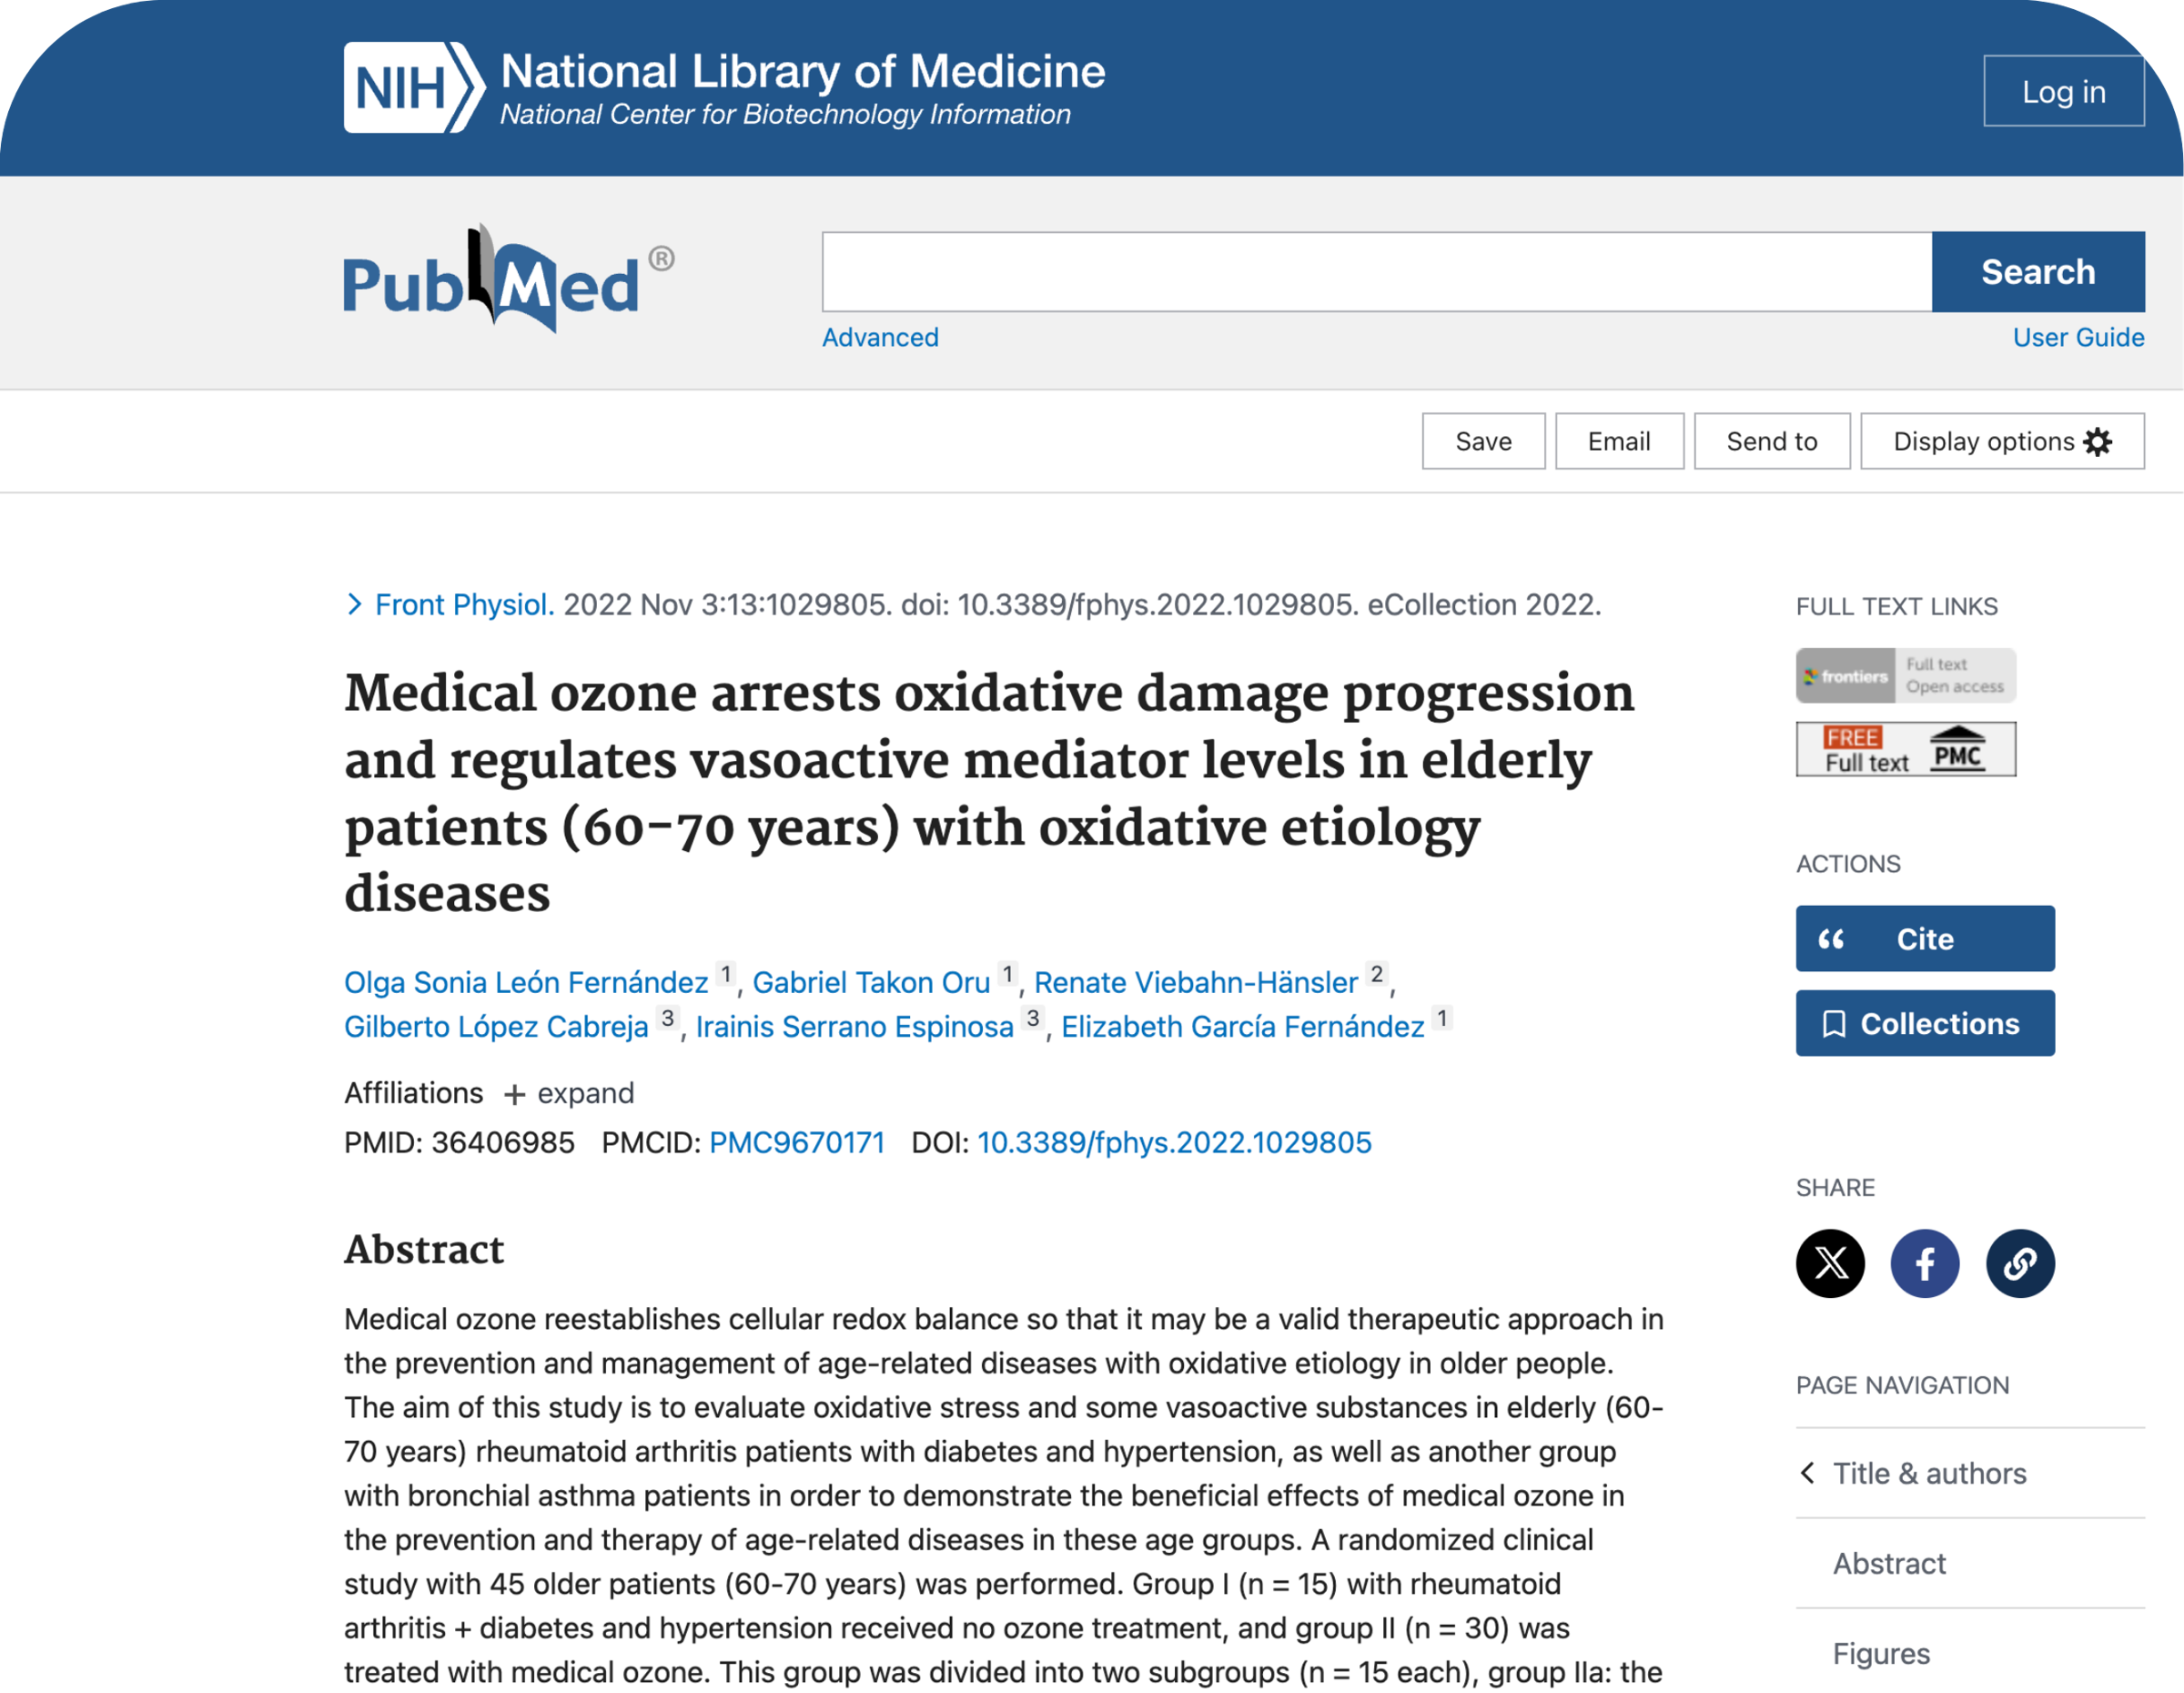 NIH National Library of Medicine
National Center for Biotechnology Information
Log in
PubMed®
Search
Advanced
User Guide
Save
Email
Send to
Display options
Front Physiol. 2022 Nov 3:13:1029805. doi: 10.3389/fphys.2022.1029805. eCollection 2022.
Medical ozone arrests oxidative damage progression
and regulates vasoactive mediator levels in elderly
patients (60-70 years) with oxidative etiology
diseases
Olga Sonia León Fernández 1, Gabriel Takon Oru 1, Renate Viebahn-Hänsler 2,
Gilberto López Cabreja 3, Irainis Serrano Espinosa 3, Elizabeth García Fernández 1
Affiliations + expand
PMID: 36406985 PMCID: PMC9670171 DOI: 10.3389/fphys.2022.1029805
Abstract
Medical ozone reestablishes cellular redox balance so that it may be a valid therapeutic approach in
the prevention and management of age-related diseases with oxidative etiology in older people.
The aim of this study is to evaluate oxidative stress and some vasoactive substances in elderly (60-
70 years) rheumatoid arthritis patients with diabetes and hypertension, as well as another group
with bronchial asthma patients in order to demonstrate the beneficial effects of medical ozone in
the prevention and therapy of age-related diseases in these age groups. A randomized clinical
study with 45 older patients (60-70 years) was performed. Group I (n = 15) with rheumatoid
arthritis + diabetes and hypertension received no ozone treatment, and group II (n = 30) was
treated with medical ozone. This group was divided into two subgroups (n = 15 each), group IIa: the
FULL TEXT LINKS
frontiers Full text
Open access
FREE
Full text PMC
ACTIONS
Cite
Collections
SHARE
PAGE NAVIGATION
Title & authors
Abstract
Figures